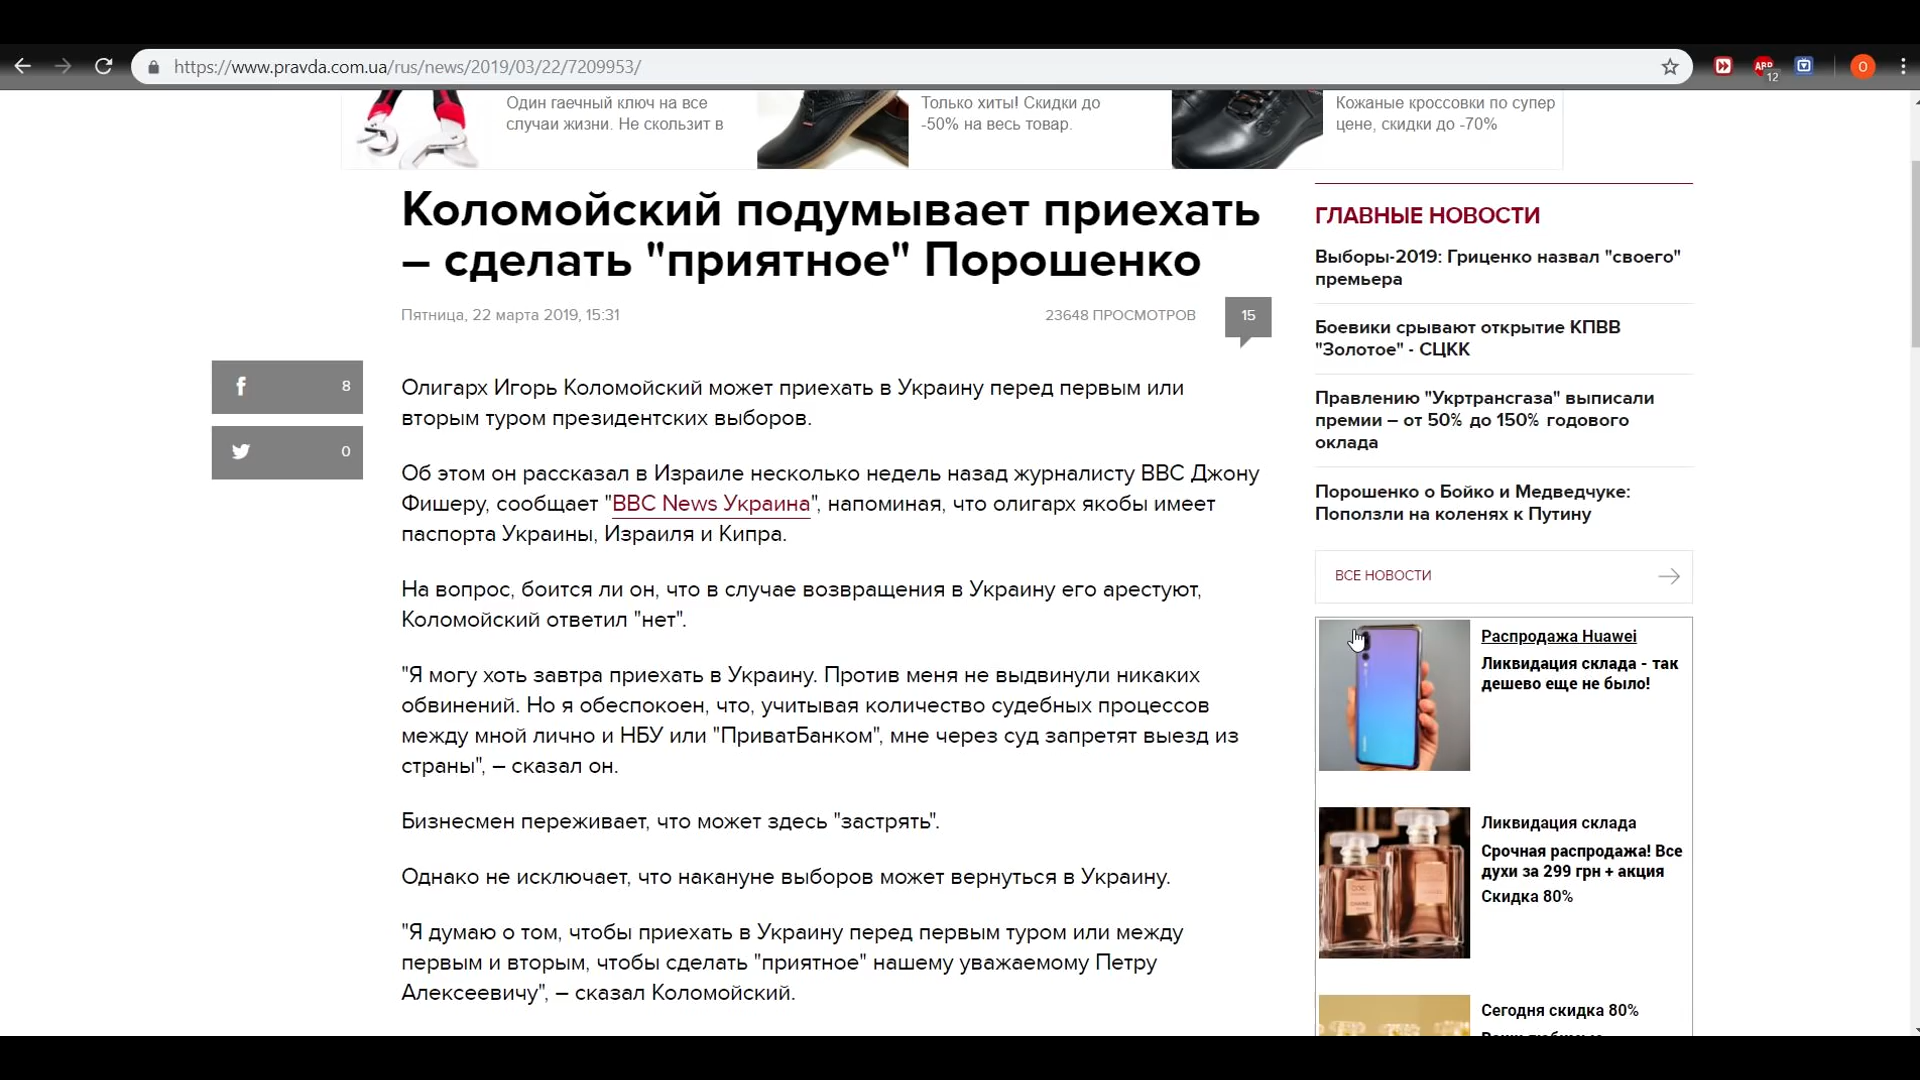 https://www.pravda.com.ua/rus/news/2019/03/22/7209953/
ABP
12
O
Один гаечный ключ на все
случаи жизни. Не скользит в
Только хиты! Скидки до
-50% на весь товар.
Кожаные кроссовки по супер
цене, скидки до -70%
Коломойский подумывает приехать
– сделать "приятное" Порошенко
Пятница, 22 марта 2019, 15:31
23648 ПРОСМОТРОВ
15
8
0
Олигарх Игорь Коломойский может приехать в Украину перед первым или
вторым туром президентских выборов.
Об этом он рассказал в Израиле несколько недель назад журналисту ВВС Джону
Фишеру, сообщает "BBC News Украина", напоминая, что олигарх якобы имеет
паспорта Украины, Израиля и Кипра.
На вопрос, боится ли он, что в случае возвращения в Украину его арестуют,
Коломойский ответил "нет".
"Я могу хоть завтра приехать в Украину. Против меня не выдвинули никаких
обвинений. Но я обеспокоен, что, учитывая количество судебных процессов
между мной лично и НБУ или "ПриватБанком", мне через суд запретят выезд из
страны", – сказал он.
Бизнесмен переживает, что может здесь "застрять".
Однако не исключает, что накануне выборов может вернуться в Украину.
"Я думаю о том, чтобы приехать в Украину перед первым туром или между
первым и вторым, чтобы сделать "приятное" нашему уважаемому Петру
Алексеевичу", – сказал Коломойский.
ГЛАВНЫЕ НОВОСТИ
Выборы-2019: Гриценко назвал "своего"
премьера
Боевики срывают открытие КПВВ
"Золотое" - СЦКК
Правлению "Укртрансгаза" выписали
премии – от 50% до 150% годового
оклада
Порошенко о Бойко и Медведчуке:
Поползли на коленях к Путину
ВСЕ НОВОСТИ
Распродажа Huawei
Ликвидация склада - так
дешево еще не было!
Ликвидация склада
Срочная распродажа! Все
духи за 299 грн + акция
Скидка 80%
Сегодня скидка 80%